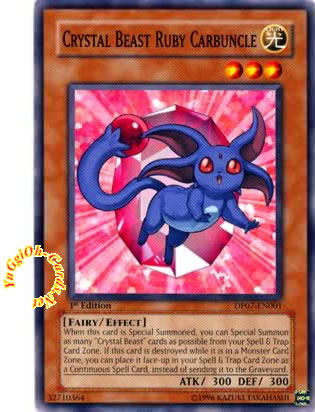 CRYSTAL BEAST RUBY CARBUNCLE
光
YuGgiOh-Cards.Net
1st Edition
DP07-EN001
[FAIRY/EFFECT]
When this card is Special Summoned, you can Special Summon
as many "Crystal Beast" cards as possible from your Spell & Trap
Card Zone. If this card is destroyed while it is in a Monster Card
Zone, you can place it face-up in your Spell & Trap Card Zone as
a Continuous Spell Card, instead of sending it to the Graveyard.
ATK/ 300 DEF/ 300
32710364
©1996 KAZUKI TAKAHASHI